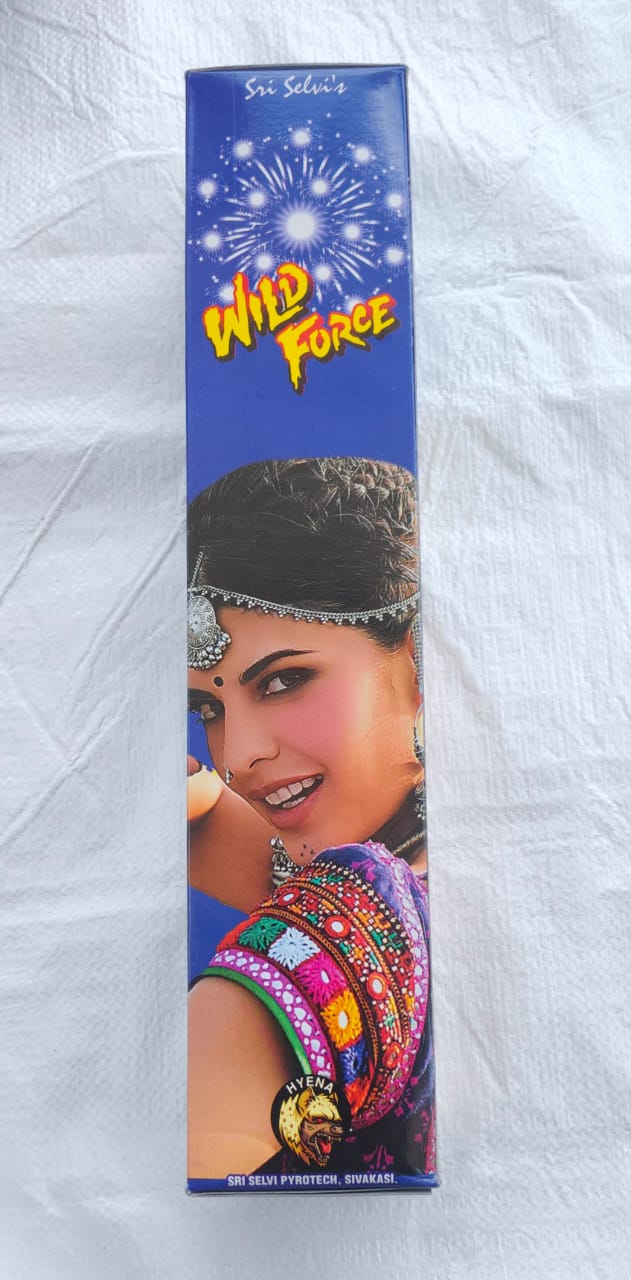 Sri Selvi's
WILD
FORCE
HYENA
SRI SELVI PYROTECH, SIVAKASI.